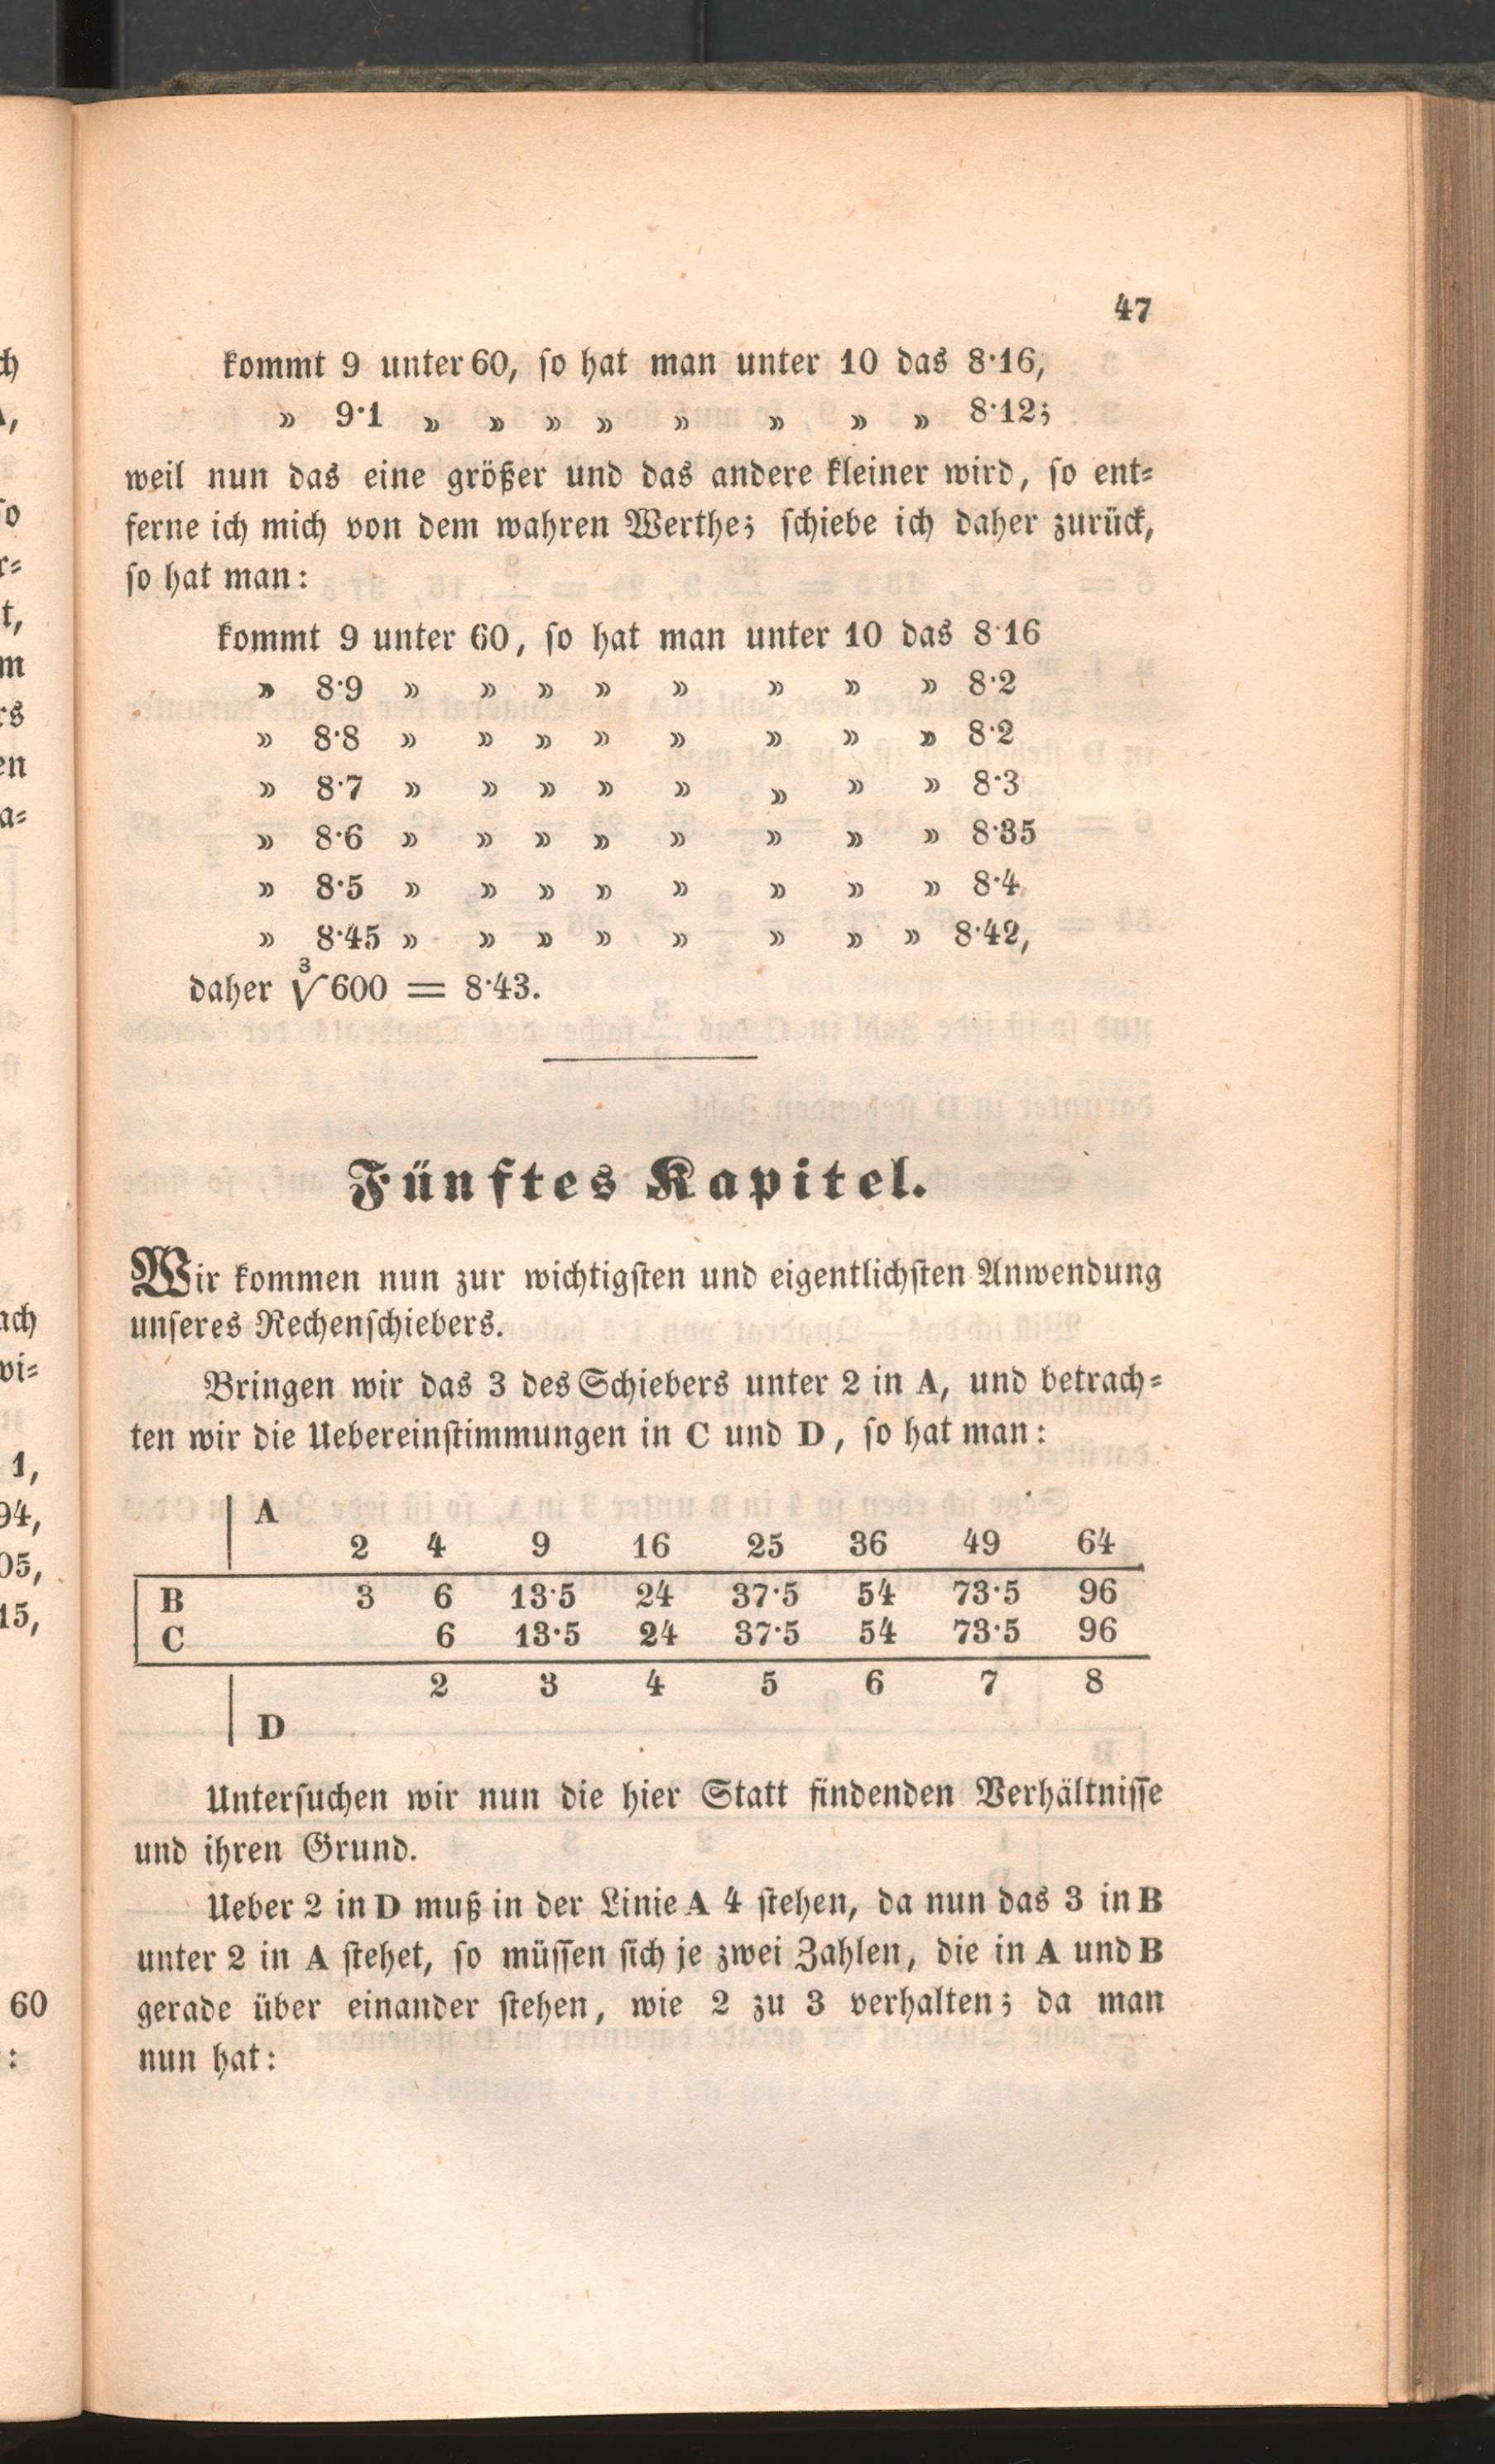 47
kommt 9 unter 60, ſo hat man unter 10 das 8·16,
» 9·1 » » » » » » » » 8·12;
weil nun das eine größer und das andere kleiner wird, ſo ent-
ferne ich mich von dem wahren Werthe; ſchiebe ich daher zurück,
ſo hat man:
kommt 9 unter 60, ſo hat man unter 10 das 8·16
» 8·9 » » » » » » » » 8·2
» 8·8 » » » » » » » » 8·2
» 8·7 » » » » » » » » 8·3
» 8·6 » » » » » » » » 8·35
» 8·5 » » » » » » » » 8·4
» 8·45 » » » » » » » » 8·42,
daher ∛600 = 8·43.
Fünftes Kapitel.
Wir kommen nun zur wichtigſten und eigentlichſten Anwendung
unſeres Rechenſchiebers.
Bringen wir das 3 des Schiebers unter 2 in A, und betrach-
ten wir die Uebereinſtimmungen in C und D, ſo hat man:
A
2 4 9 16 25 36 49 64
B 3 6 13·5 24 37·5 54 73·5 96
C 6 13·5 24 37·5 54 73·5 96
2 3 4 5 6 7 8
D
Unterſuchen wir nun die hier Statt findenden Verhältniſſe
und ihren Grund.
Ueber 2 in D muß in der Linie A 4 ſtehen, da nun das 3 in B
unter 2 in A ſtehet, ſo müſſen ſich je zwei Zahlen, die in A und B
gerade über einander ſtehen, wie 2 zu 3 verhalten; da man
nun hat: